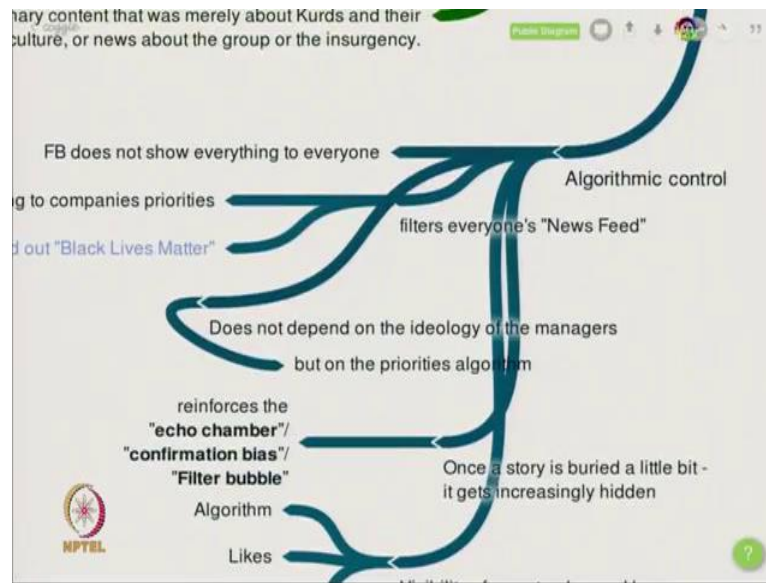 nary content that was merely about Kurds and their
culture, or news about the group or the insurgency.
coggle
Public Diagram
FB does not show everything to everyone
Algorithmic control
g to companies priorities
filters everyone's "News Feed"
d out "Black Lives Matter"
Does not depend on the ideology of the managers
but on the priorities algorithm
reinforces the
"echo chamber"/
"confirmation bias"/
"Filter bubble"
Once a story is buried a little bit -
it gets increasingly hidden
Algorithm
NPTEL
Likes
?